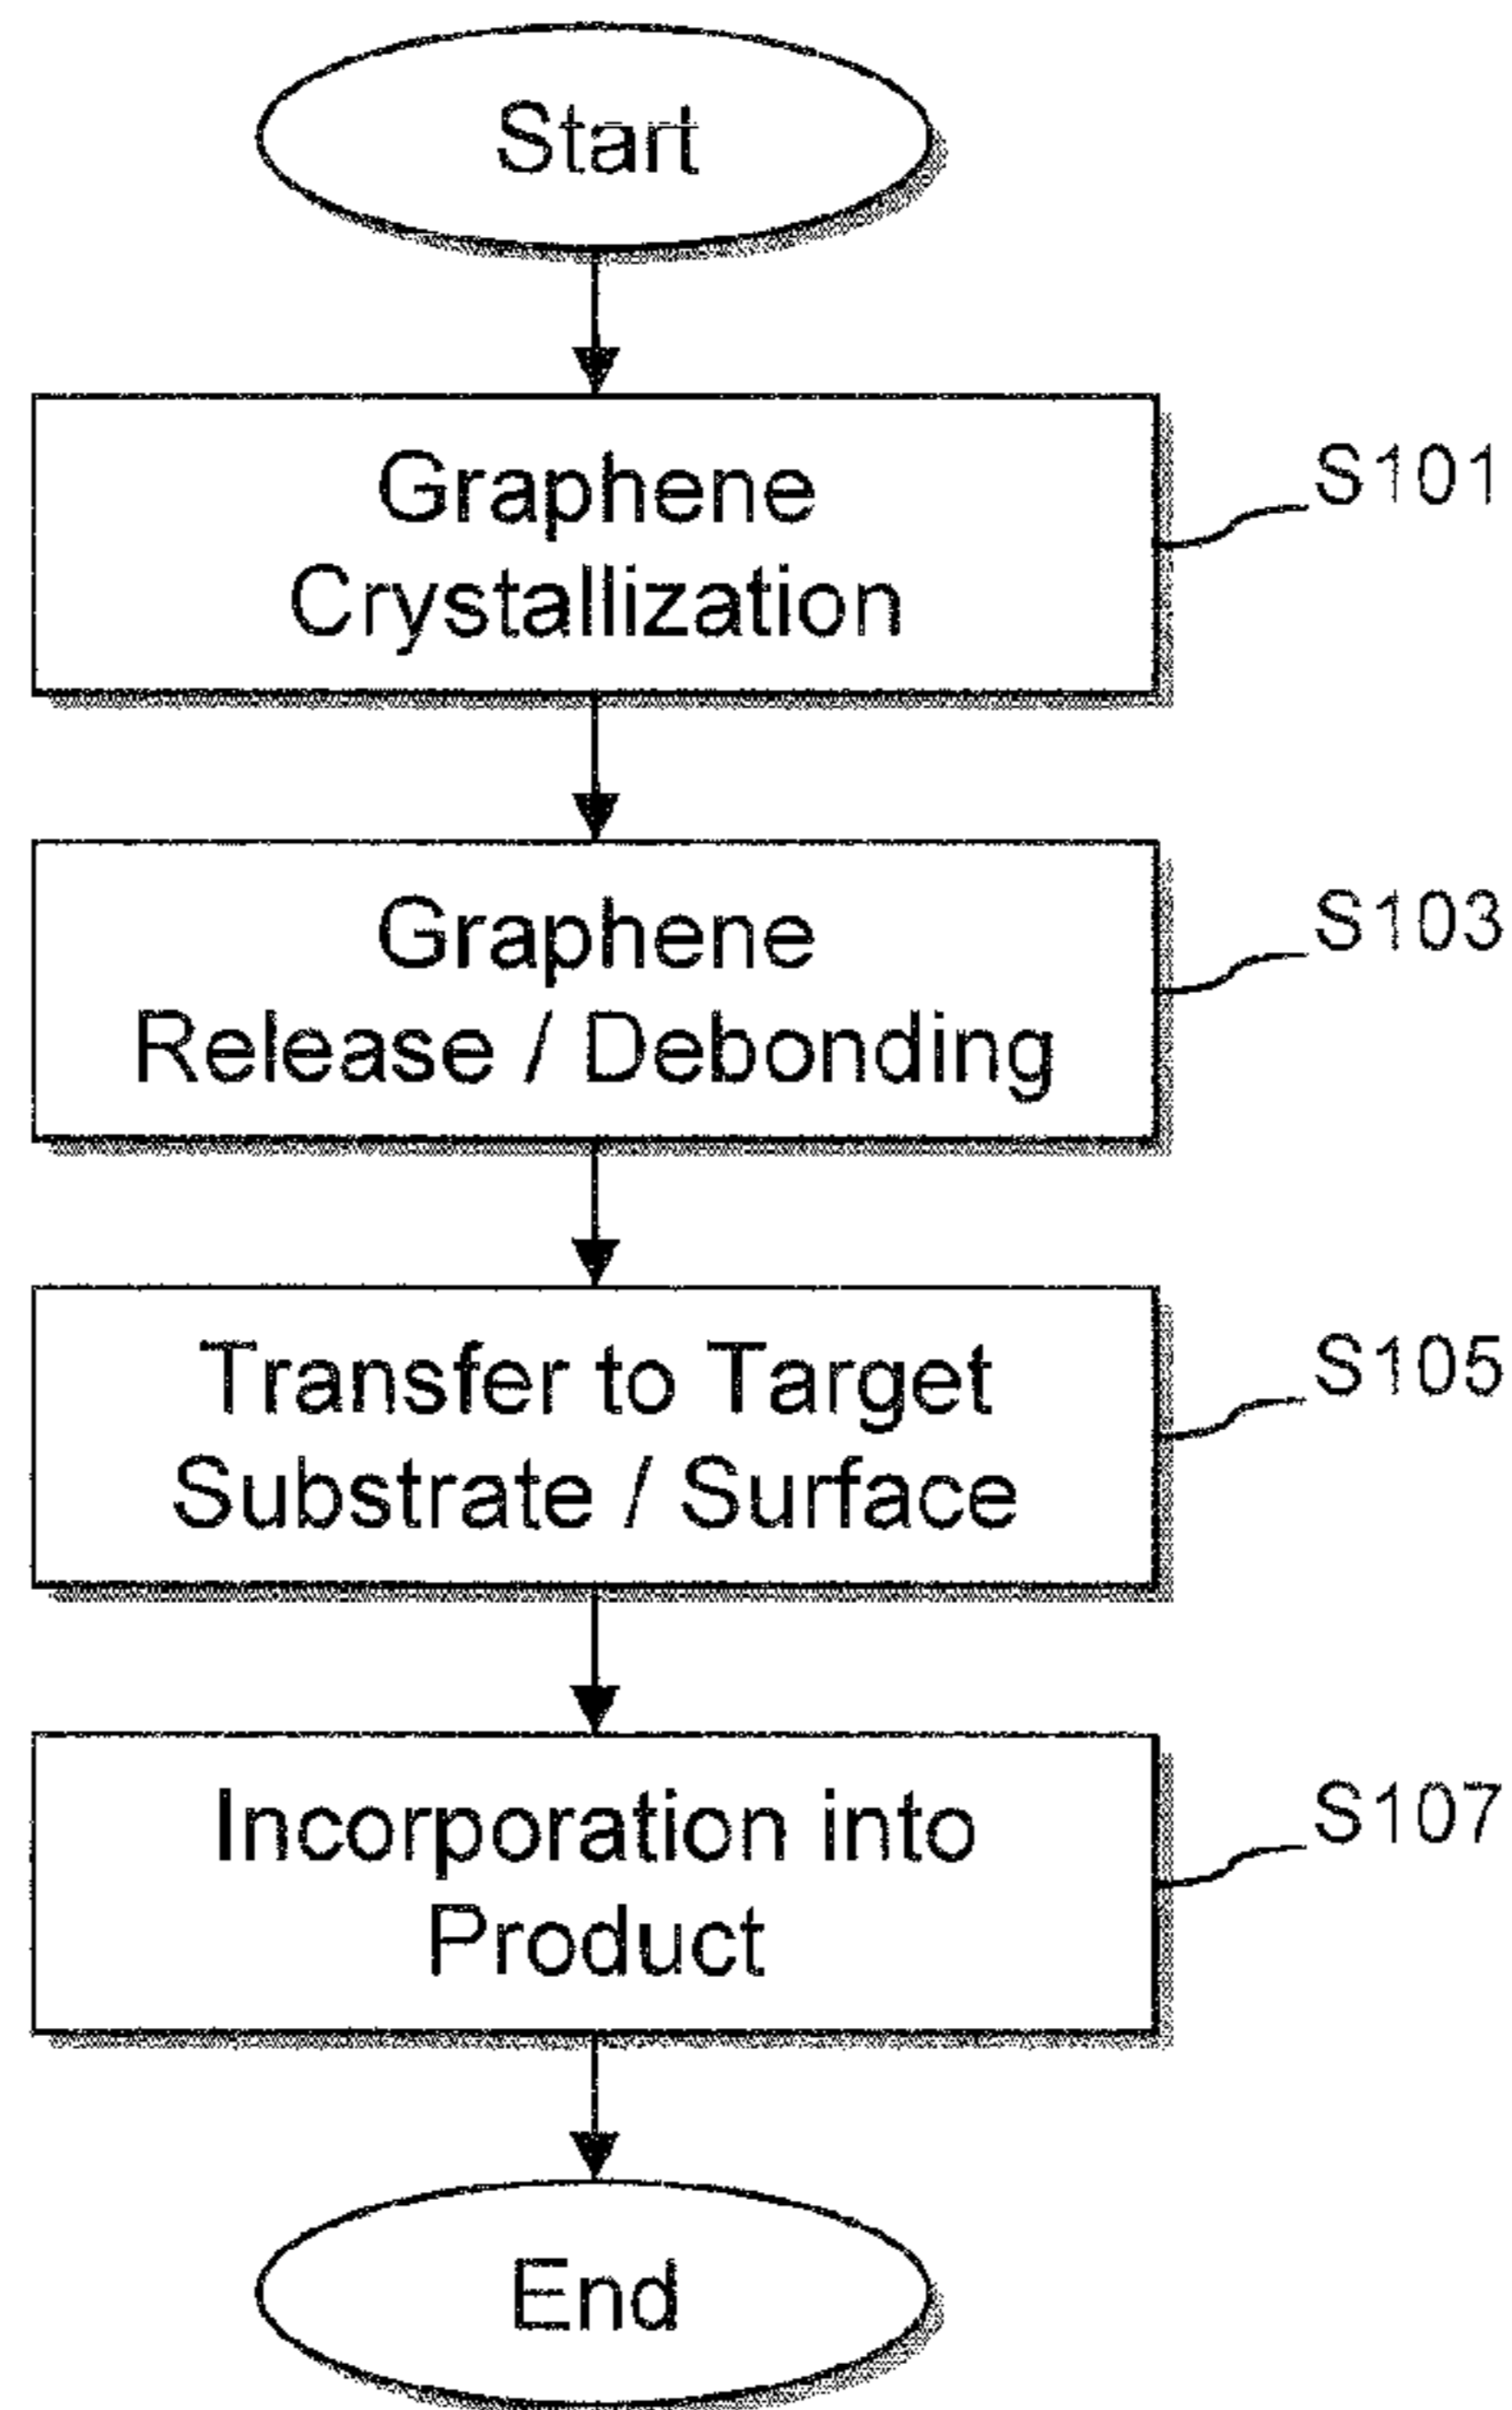 Start
Graphene
Crystallization
S101
Graphene
Release / Debonding
S103
Transfer to Target
Substrate / Surface
S105
Incorporation into
Product
S107
End